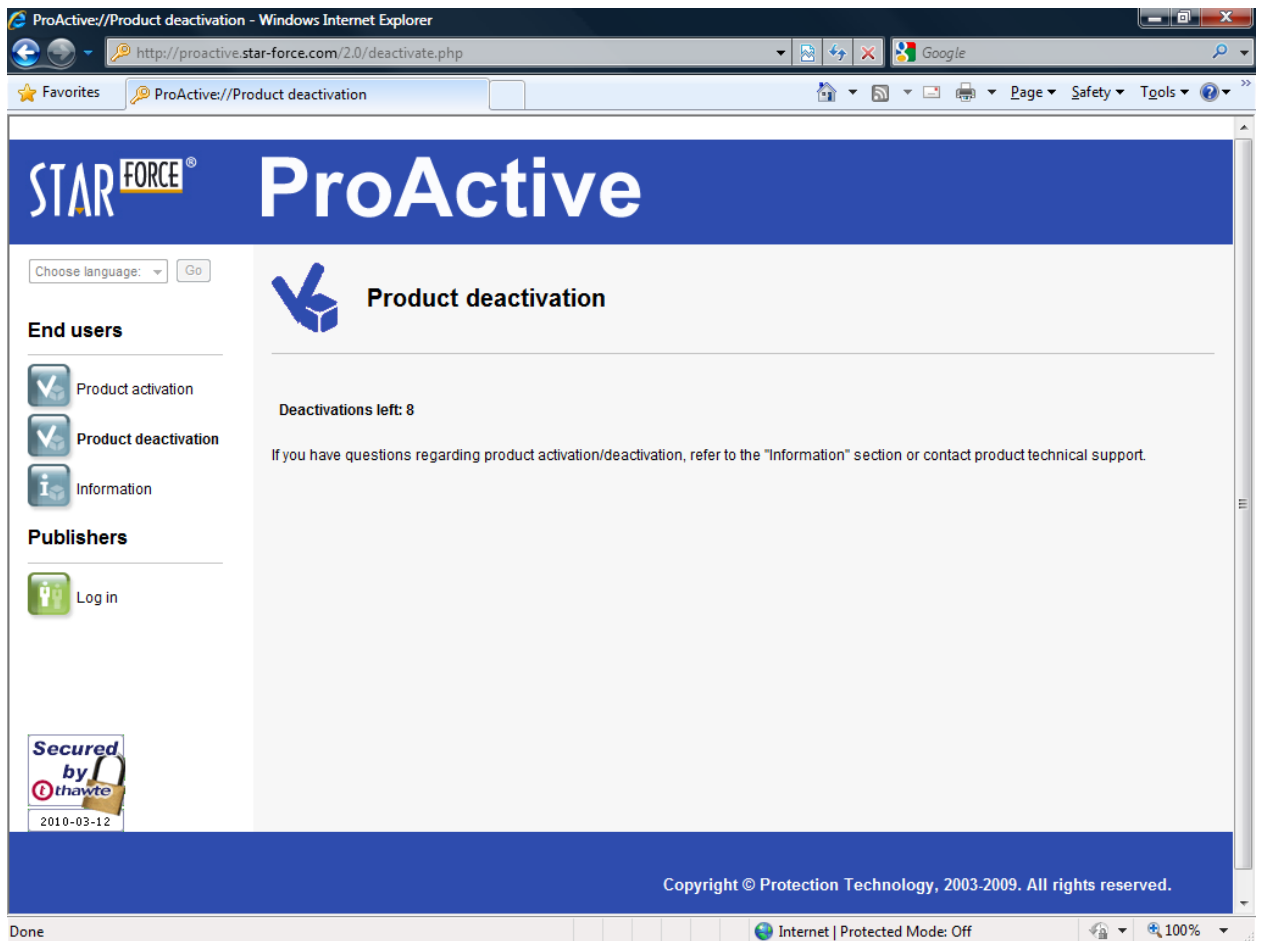 ProActive://Product deactivation - Windows Internet Explorer
http://proactive.star-force.com/2.0/deactivate.php
Google
Favorites
ProActive://Product deactivation
Page
Safety
Tools
STAR FORCE®
ProActive
Choose language:
Go
Product deactivation
End users
Product activation
Product deactivation
Information
Publishers
Log in
Deactivations left: 8
If you have questions regarding product activation/deactivation, refer to the "Information" section or contact product technical support.
Secured
by
thawte
2010-03-12
Copyright © Protection Technology, 2003-2009. All rights reserved.
Done
Internet | Protected Mode: Off
100%